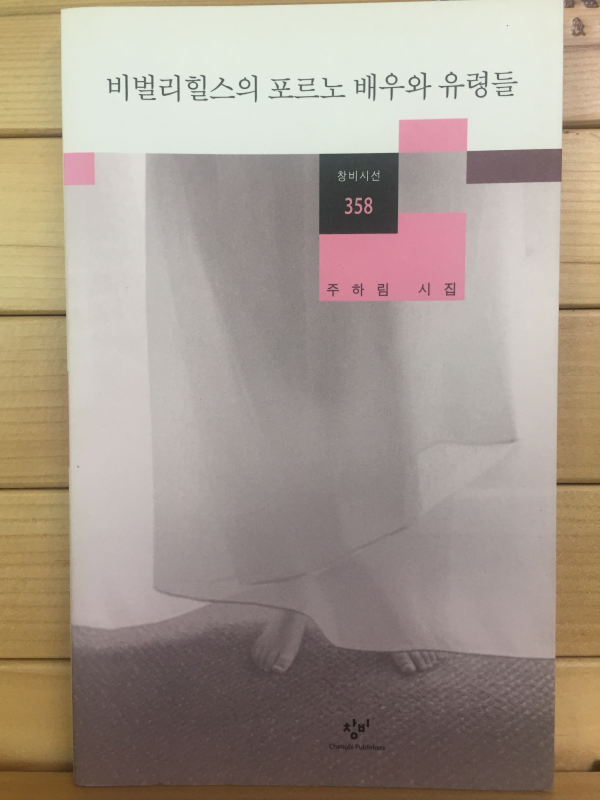 비벌리힐스의 포르노 배우와 유령들
창비시선
358
주하림 시집
창비
Changbi Publishers